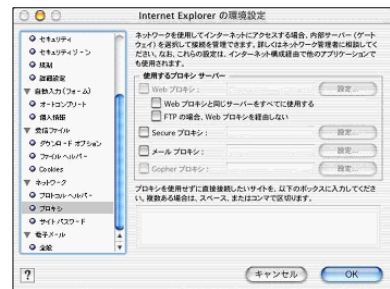 Internet Explorer の環境設定
セキュリティ
セキュリティゾーン
規制
詳細設定
自動入力(フォーム)
オートコンプリート
個人情報
受信ファイル
ダウンロードオプション
ファイルヘルパー
Cookies
ネットワーク
プロトコルヘルパー
プロキシ
サイトパスワード
電子メール
全般
ネットワークを使用してインターネットにアクセスする場合、内部サーバー(ゲート
ウェイ)を選択して接続を管理できます。詳しくはネットワーク管理者に相談してく
ださい。なお、これらの設定は、インターネット構成経由で他のアプリケーションで
も使用されます。
使用するプロキシ サーバー
Web プロキシ:
設定...
Web プロキシと同じサーバーをすべてに使用する
FTP の場合、Web プロキシを経由しない
Secure プロキシ:
設定...
メール プロキシ:
設定...
Gopher プロキシ:
設定...
プロキシを使用せずに直接接続したいサイトを、以下のボックスに入力してくださ
い。複数ある場合は、スペース、またはコンマで区切ります。
?
キャンセル
OK